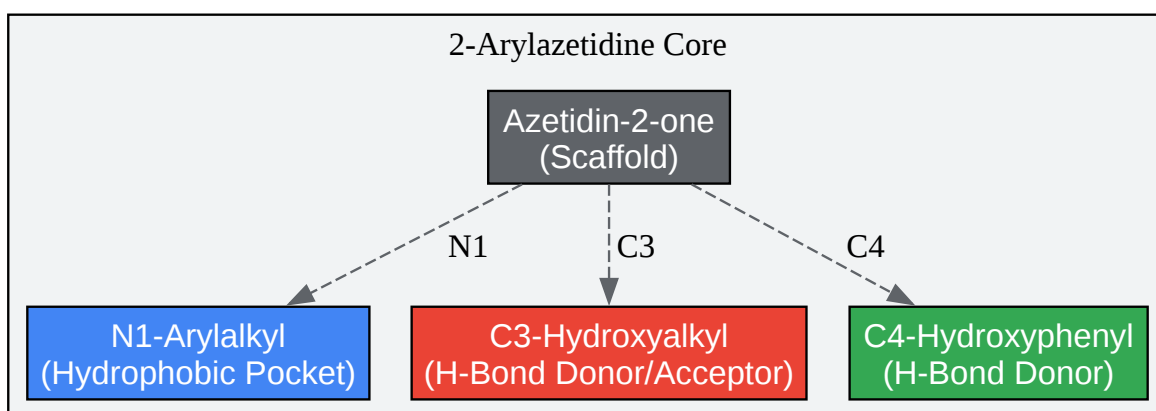 2-Arylazetidine Core
Azetidin-2-one
(Scaffold)
N1
C3
C4
N1-Arylalkyl
(Hydrophobic Pocket)
C3-Hydroxyalkyl
(H-Bond Donor/Acceptor)
C4-Hydroxyphenyl
(H-Bond Donor)